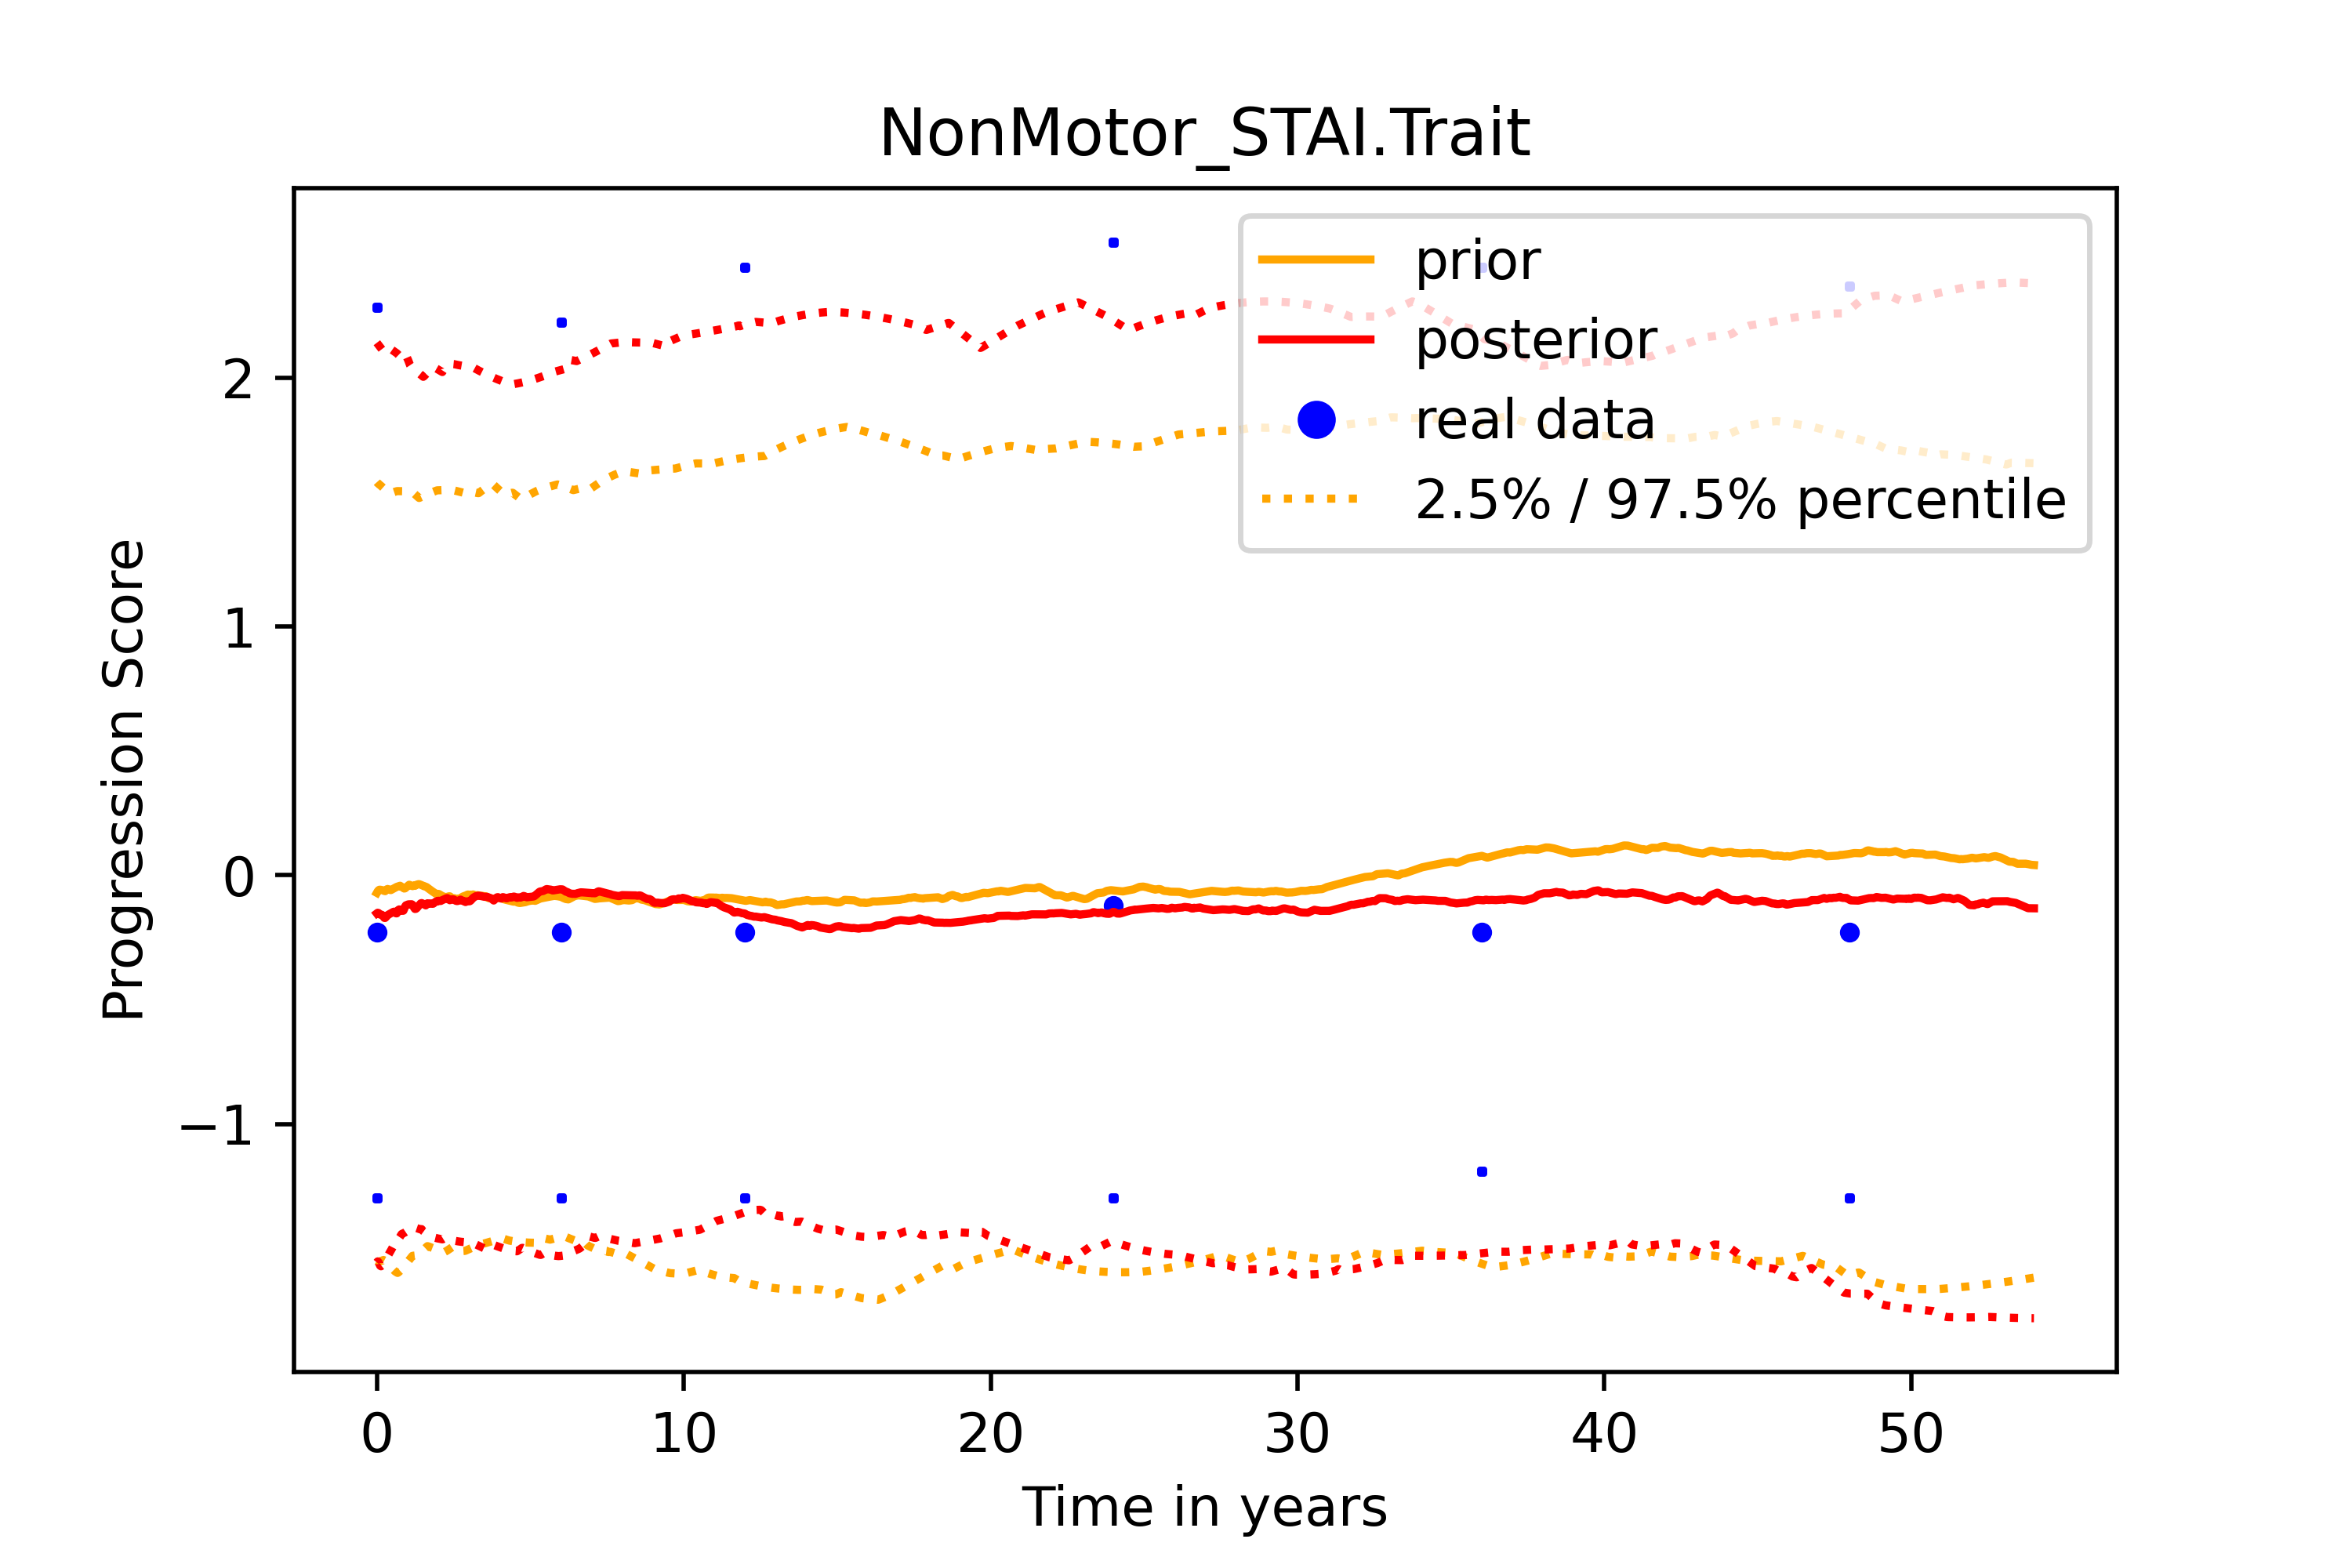 NonMotor_STAI.Trait
prior
posterior
real data
2.5% / 97.5% percentile
Progression Score
2
1
0
−1
0 10 20 30 40 50
Time in years